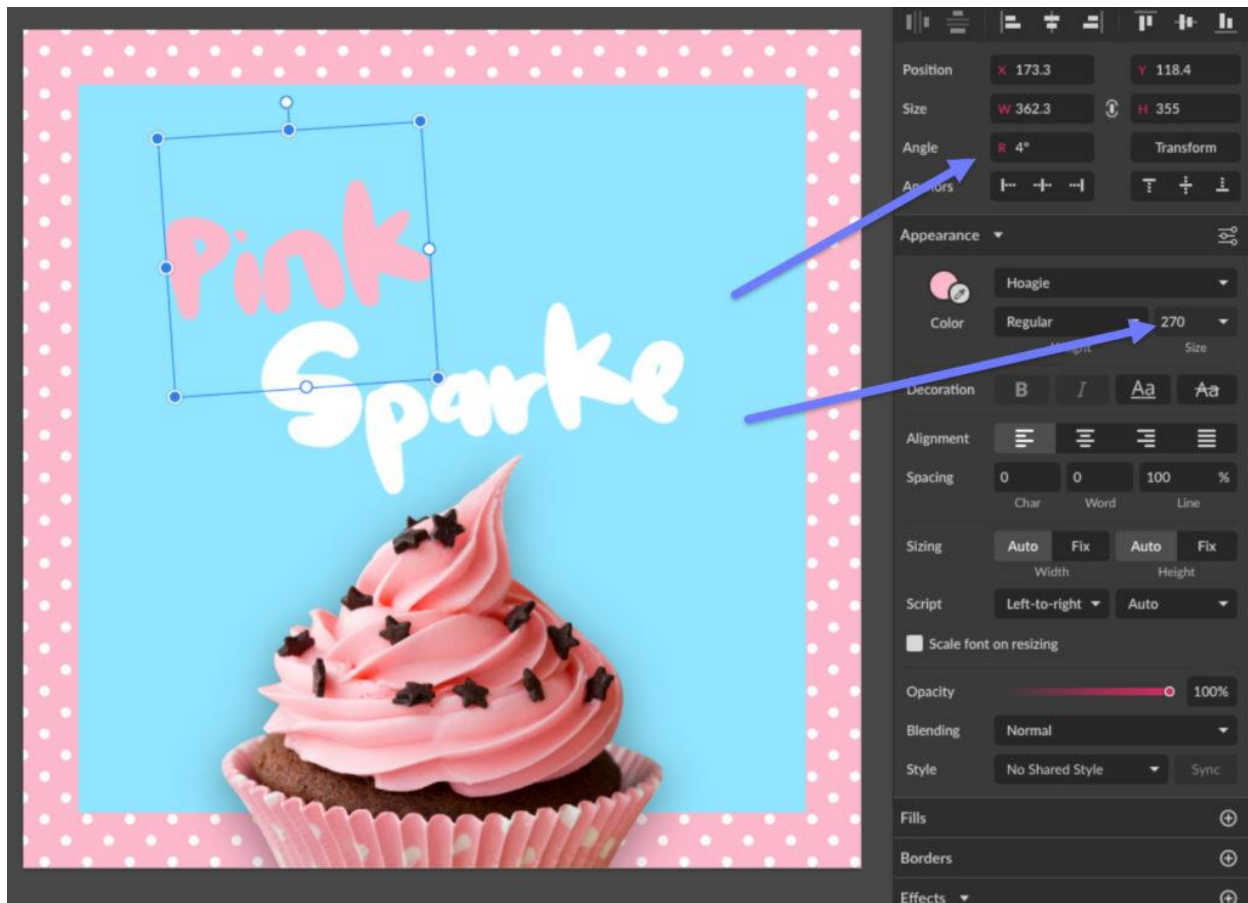 Pink
Sparke
Position X 173.3 Y 118.4
Size W 362.3 H 355
Angle R 4° Transform
Anchors
Appearance
Hoagie
Color Regular 270
Weight Size
Decoration B I Aa Aa
Alignment
Spacing 0 0 100 %
Char Word Line
Sizing Auto Fix Auto Fix
Width Height
Script Left-to-right Auto
Scale font on resizing
Opacity 100%
Blending Normal
Style No Shared Style Sync
Fills
Borders
Effects